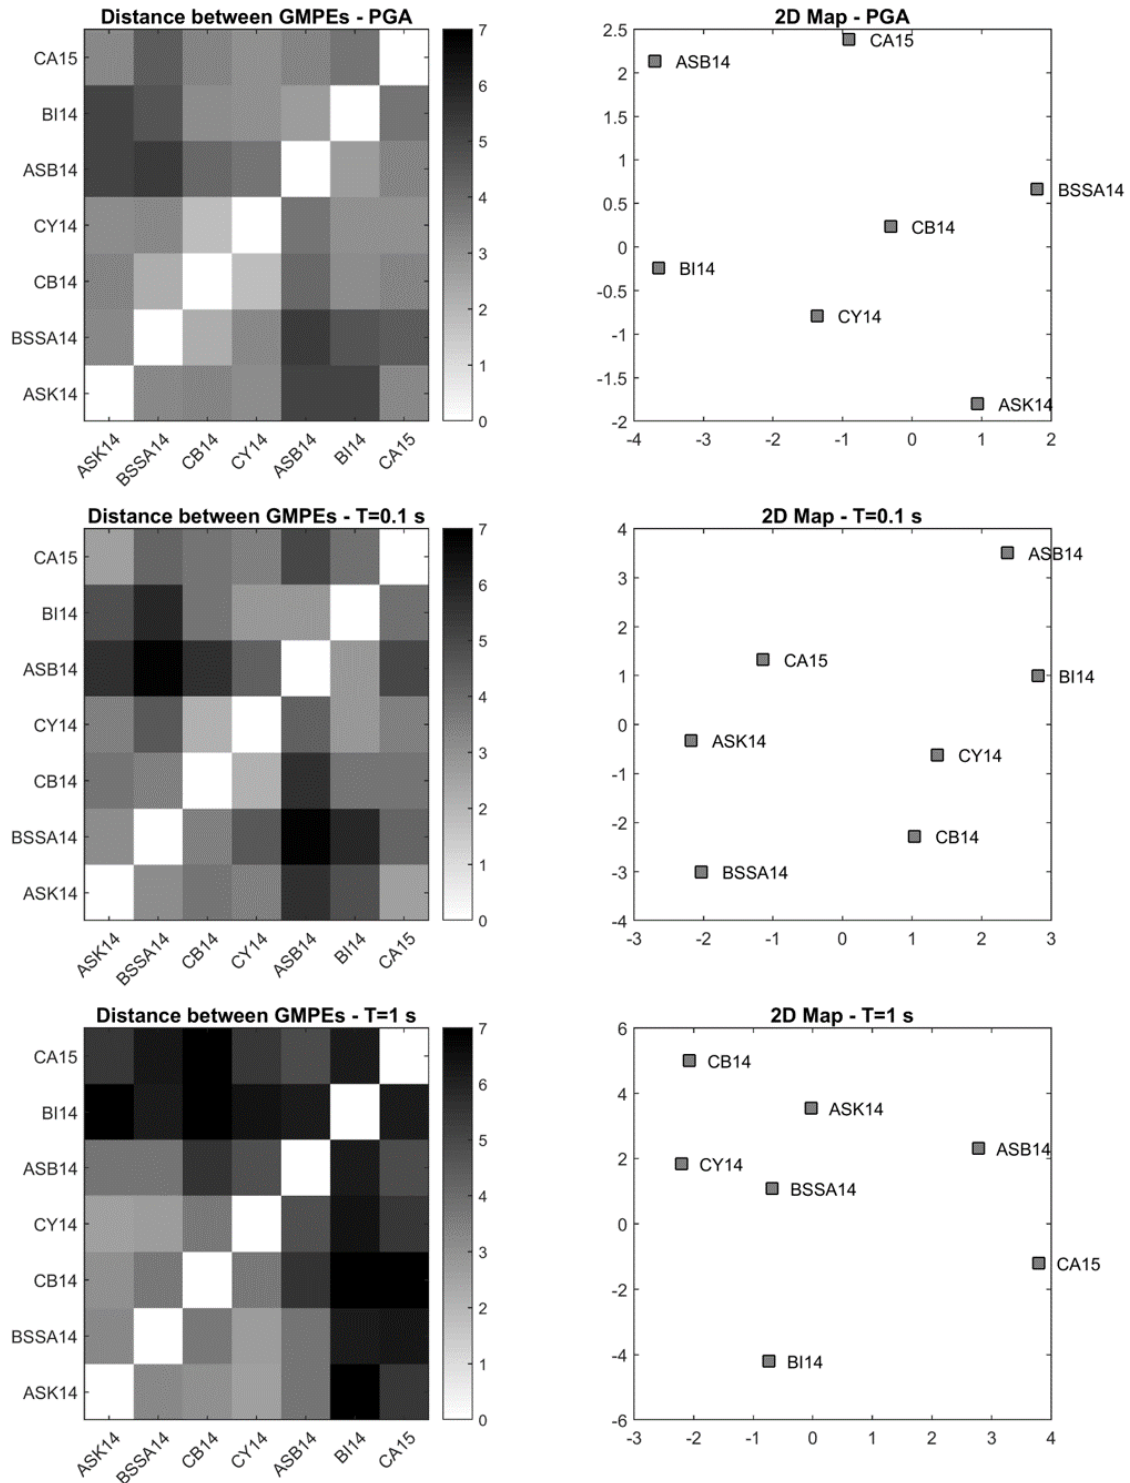 Distance between GMPEs - PGA
CA15
BI14
ASB14
CY14
CB14
BSSA14
ASK14
ASK14 BSSA14 CB14 CY14 ASB14 BI14 CA15
7
6
5
4
3
2
1
0
2D Map - PGA
2.5
2
1.5
1
0.5
0
-0.5
-1
-1.5
-2
-4 -3 -2 -1 0 1 2
CA15
ASB14
BSSA14
CB14
BI14
CY14
ASK14
Distance between GMPEs - T=0.1 s
CA15
BI14
ASB14
CY14
CB14
BSSA14
ASK14
ASK14 BSSA14 CB14 CY14 ASB14 BI14 CA15
7
6
5
4
3
2
1
0
2D Map - T=0.1 s
4
3
2
1
0
-1
-2
-3
-4
-3 -2 -1 0 1 2 3
ASB14
CA15
BI14
ASK14
CY14
CB14
BSSA14
Distance between GMPEs - T=1 s
CA15
BI14
ASB14
CY14
CB14
BSSA14
ASK14
ASK14 BSSA14 CB14 CY14 ASB14 BI14 CA15
7
6
5
4
3
2
1
0
2D Map - T=1 s
6
4
2
0
-2
-4
-6
-3 -2 -1 0 1 2 3 4
CB14
ASK14
ASB14
CY14
BSSA14
CA15
BI14